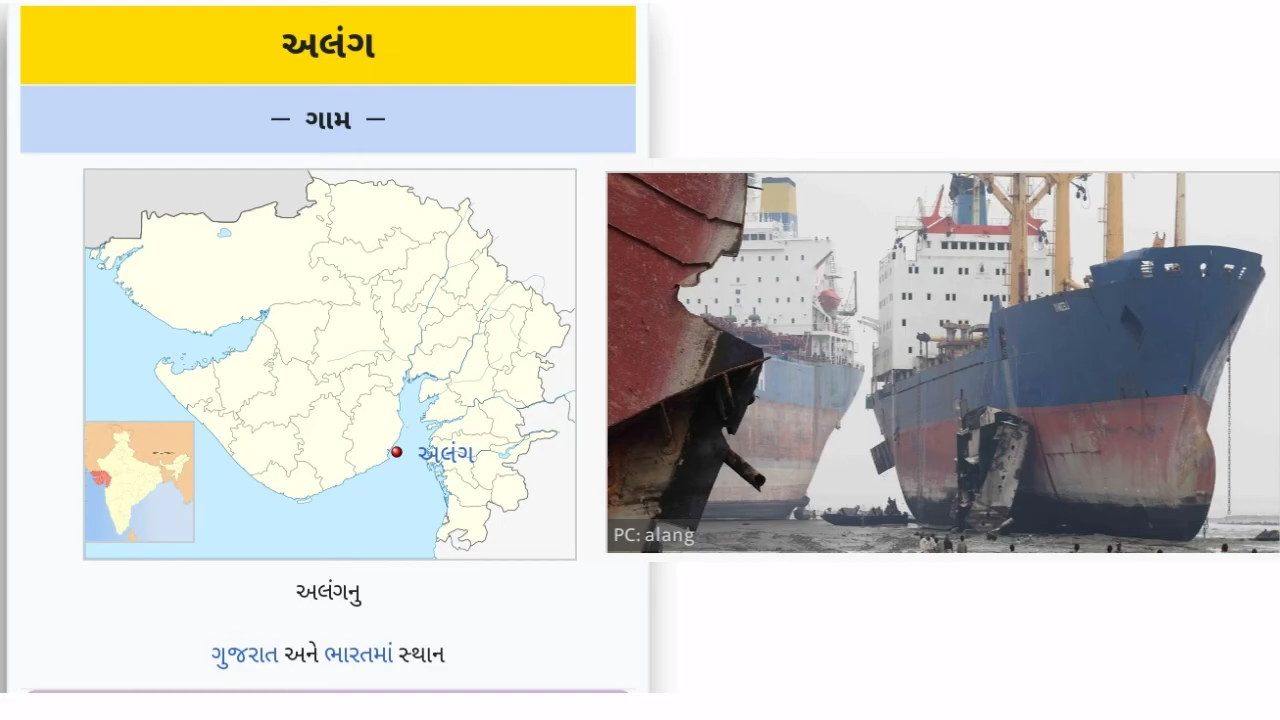 અલંગ
— ગામ —
અલંગ
PC: alang
અલંગનુ
ગુજરાત અને ભારતમાં સ્થાન